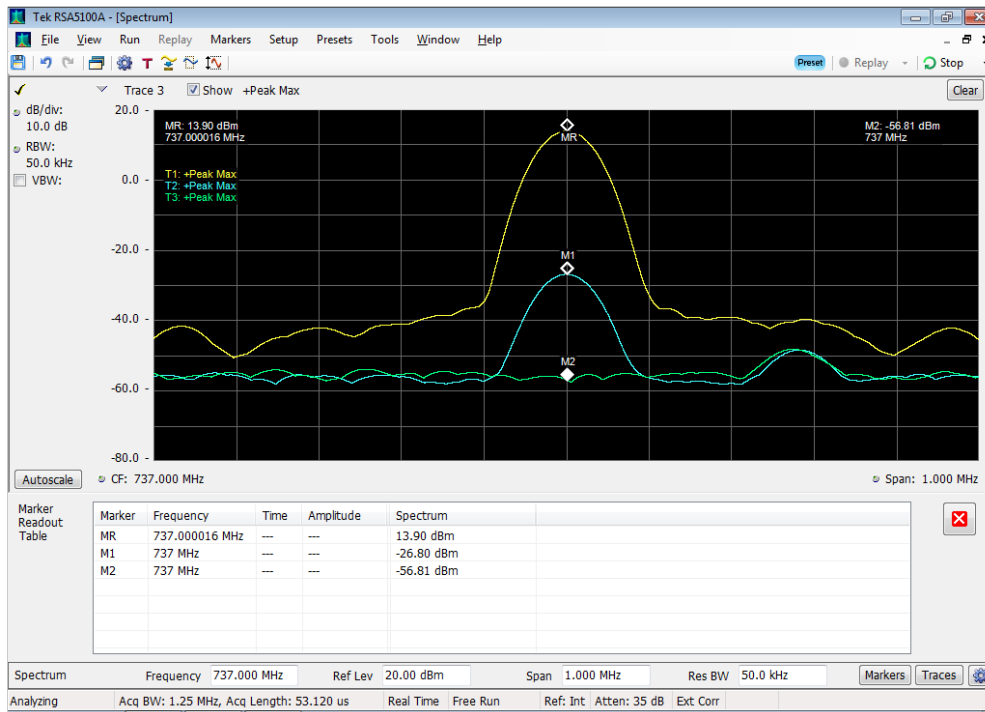 Tek RSA5100A - [Spectrum]
File View Run Replay Markers Setup Presets Tools Window Help
T Preset Replay Stop
Trace 3 Show +Peak Max Clear
dB/div:
10.0 dB
RBW:
50.0 kHz
VBW:
20.0
0.0
-20.0
-40.0
-60.0
-80.0
MR: 13.90 dBm
737.000016 MHz
M2: -56.81 dBm
737 MHz
T1: +Peak Max
T2: +Peak Max
T3: +Peak Max
MR
M1
M2
Autoscale CF: 737.000 MHz Span: 1.000 MHz
Marker
Readout
Table
Marker Frequency Time Amplitude Spectrum
MR 737.000016 MHz --- --- 13.90 dBm
M1 737 MHz --- --- -26.80 dBm
M2 737 MHz --- --- -56.81 dBm
Spectrum Frequency 737.000 MHz Ref Lev 20.00 dBm Span 1.000 MHz Res BW 50.0 kHz Markers Traces
Analyzing Acq BW: 1.25 MHz, Acq Length: 53.120 us Real Time Free Run Ref: Int Atten: 35 dB Ext Corr